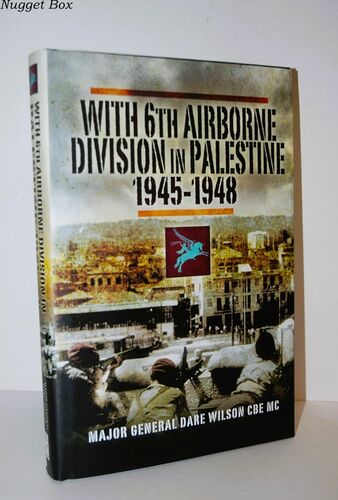 Nugget Box
WITH 6TH AIRBORNE
DIVISION IN PALESTINE
1945-1948
MAJOR GENERAL DARE WILSON CBE MC
WITH 6TH AIRBORNE DIVISION IN